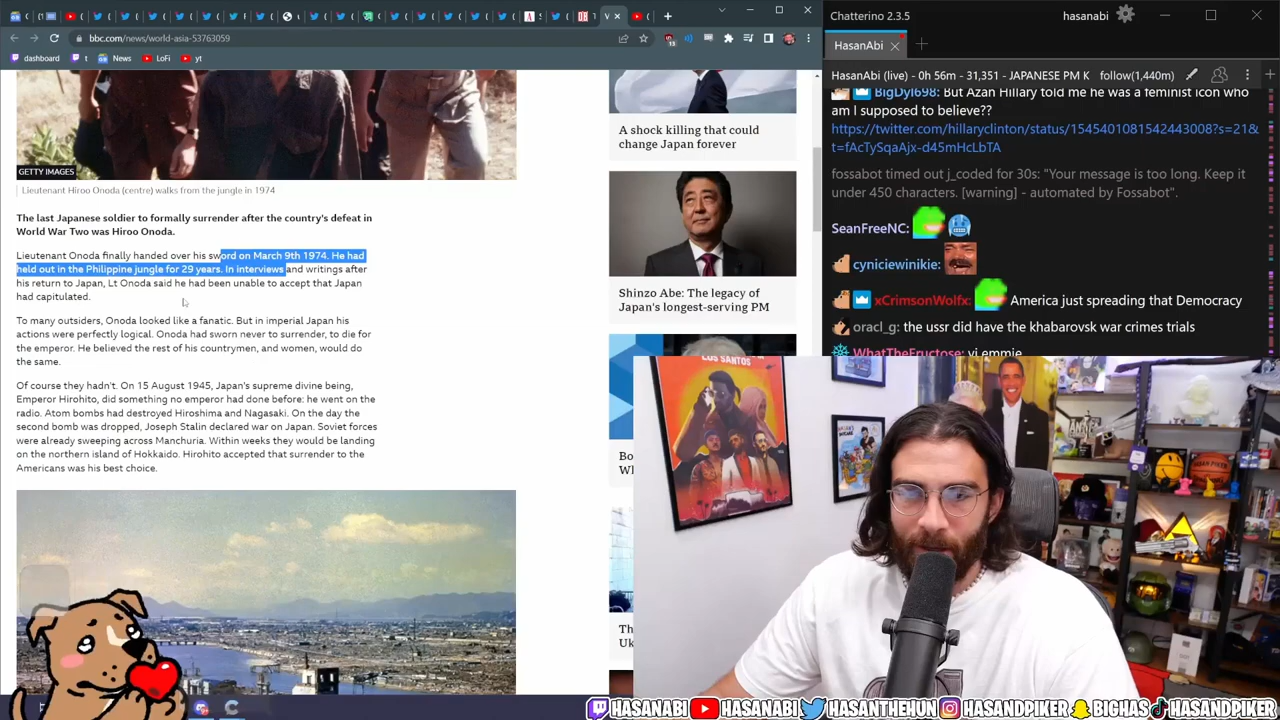 Chatterino 2.3.5
hasanabi
bbc.com/news/world-asia-53763059
HasanAbi
dashboard
t
News
LoFi
yt
HasanAbi (live) - 0h 56m - 31,351 - JAPANESE PM K
follow(1,440m)
BigDyl698: But Azan Hillary told me he was a feminist icon who
am I supposed to believe??
https://twitter.com/hillaryclinton/status/1545401081542443008?s=21&
t=fAcTySqaAjx-d45mHcLbTA
fossabot timed out j_coded for 30s: "Your message is too long. Keep it
under 450 characters. [warning] - automated by Fossabot".
SeanFreeNC:
cyniciewinikie:
xCrimsonWolfx: America just spreading that Democracy
oracl_g: the ussr did have the khabarovsk war crimes trials
WhatTheFructose: yi emmie
GETTY IMAGES
Lieutenant Hiroo Onoda (centre) walks from the jungle in 1974
The last Japanese soldier to formally surrender after the country's defeat in
World War Two was Hiroo Onoda.
Lieutenant Onoda finally handed over his sword on March 9th 1974. He had
held out in the Philippine jungle for 29 years. In interviews and writings after
his return to Japan, Lt Onoda said he had been unable to accept that Japan
had capitulated.
To many outsiders, Onoda looked like a fanatic. But in imperial Japan his
actions were perfectly logical. Onoda had sworn never to surrender, to die for
the emperor. He believed the rest of his countrymen, and women, would do
the same.
Of course they hadn't. On 15 August 1945, Japan's supreme divine being,
Emperor Hirohito, did something no emperor had done before: he went on the
radio. Atom bombs had destroyed Hiroshima and Nagasaki. On the day the
second bomb was dropped, Joseph Stalin declared war on Japan. Soviet forces
were already sweeping across Manchuria. Within weeks they would be landing
on the northern island of Hokkaido. Hirohito accepted that surrender to the
Americans was his best choice.
A shock killing that could
change Japan forever
Shinzo Abe: The legacy of
Japan's longest-serving PM
Bo
Wh
Th
Uk
LOS SANTOS
HASANABI
HASANABI
HASANTHEHUN
HASANDPIKER
BIGHAS
HASANDPIKER